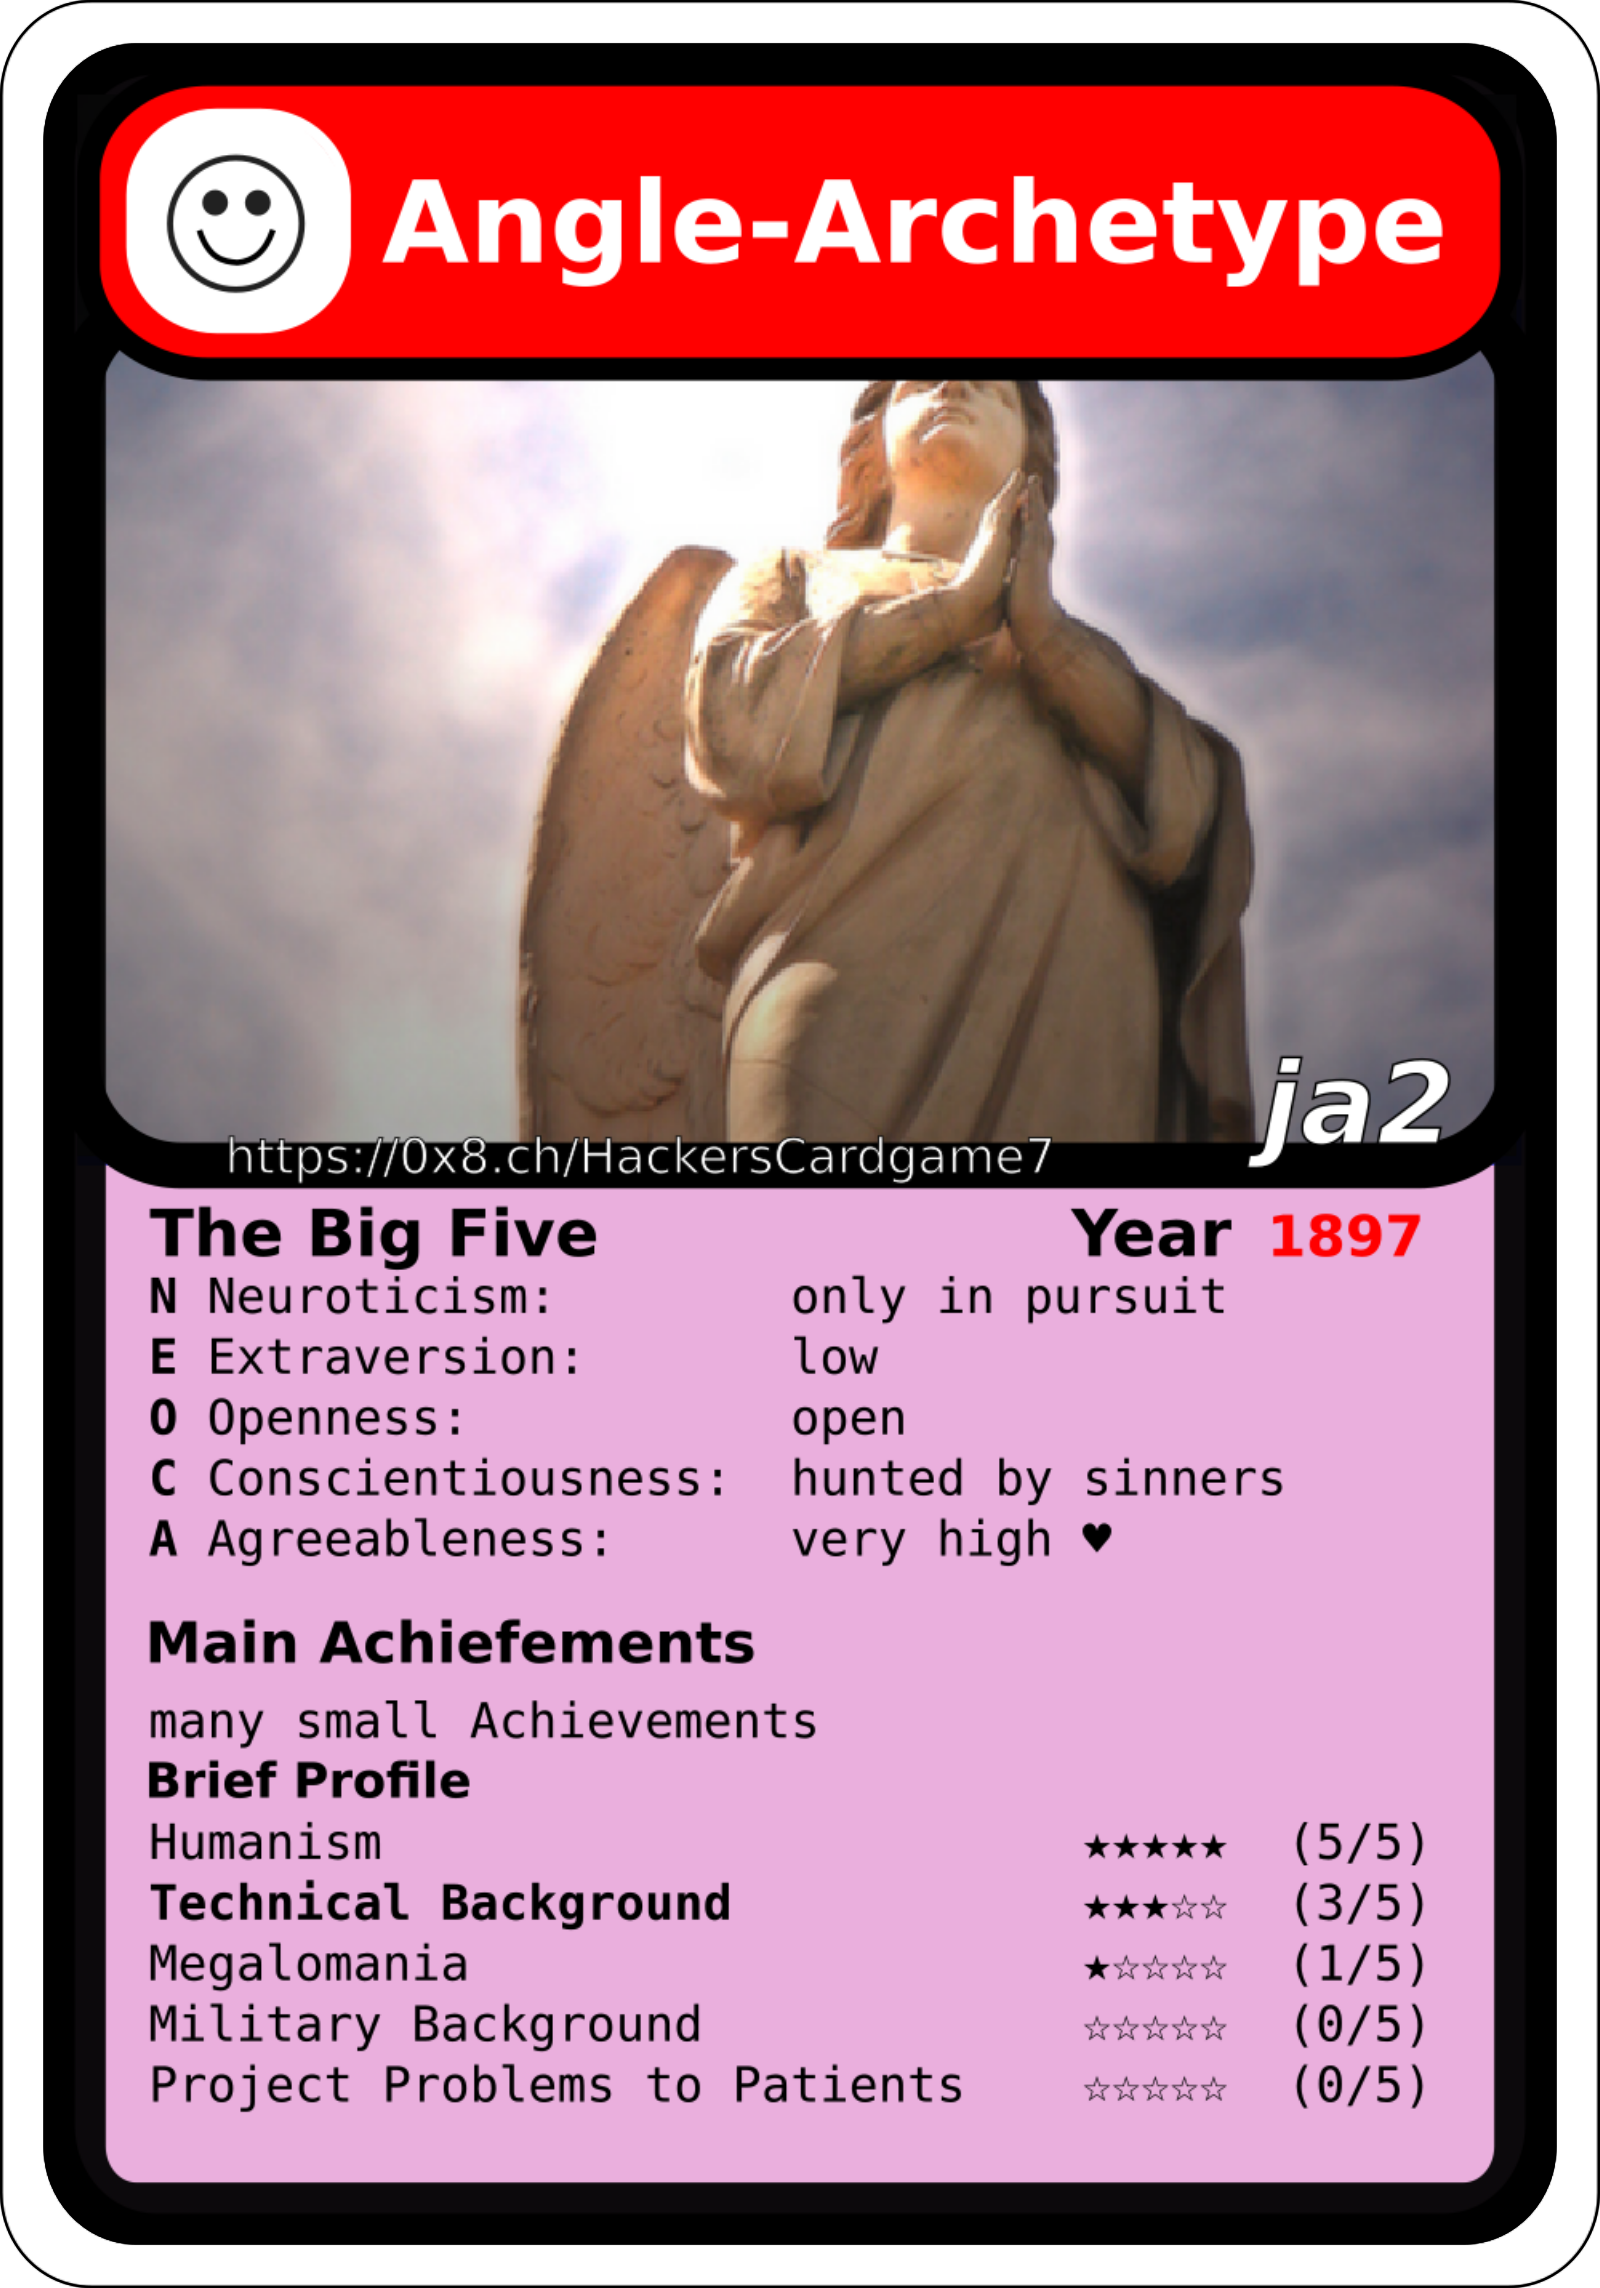 Angle-Archetype
ja2
https://0x8.ch/HackersCardgame7
The Big Five Year 1897
N Neuroticism: only in pursuit
E Extraversion: low
O Openness: open
C Conscientiousness: hunted by sinners
A Agreeableness: very high ♥
Main Achiefements
many small Achievements
Brief Profile
Humanism ★★★★★ (5/5)
Technical Background ★★★☆☆ (3/5)
Megalomania ★☆☆☆☆ (1/5)
Military Background ☆☆☆☆☆ (0/5)
Project Problems to Patients ☆☆☆☆☆ (0/5)